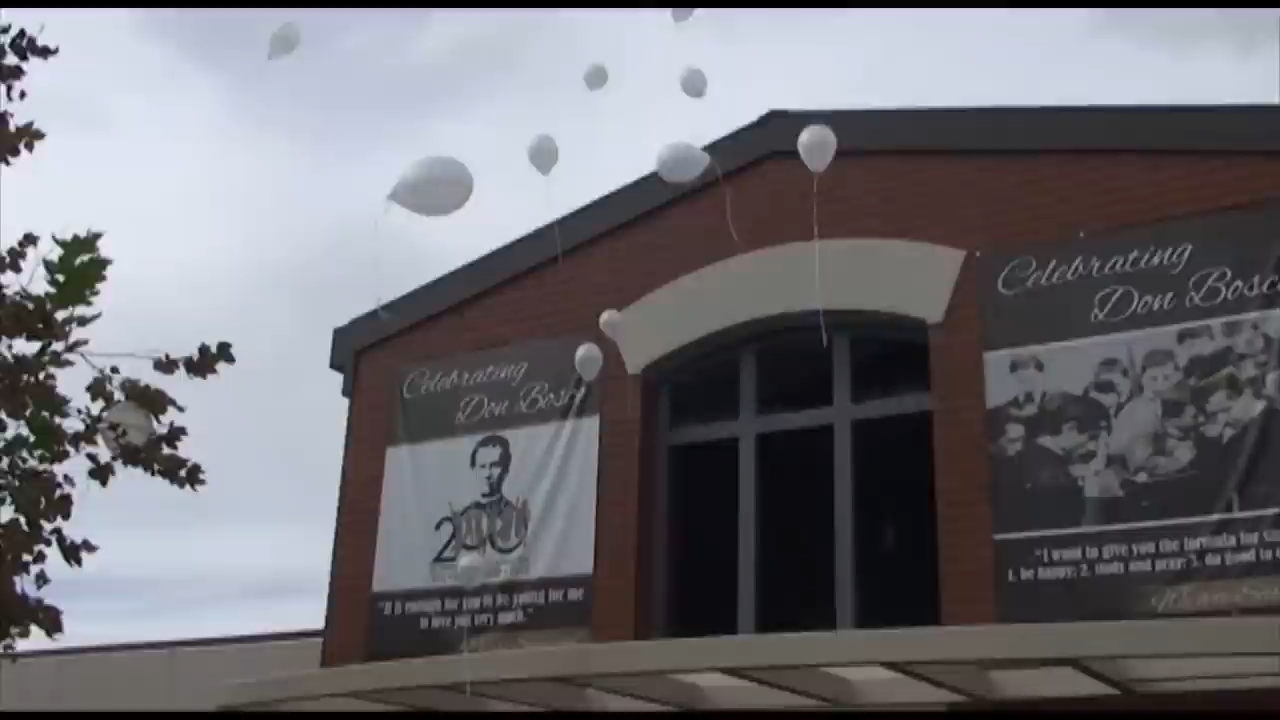 Celebrating
Don Bosco
200
"It is enough for you to be young for me
to love you very much."
Celebrating
Don Bosc
"I want to give you the formula for
1. be happy; 2. study and pray; 3. do good to